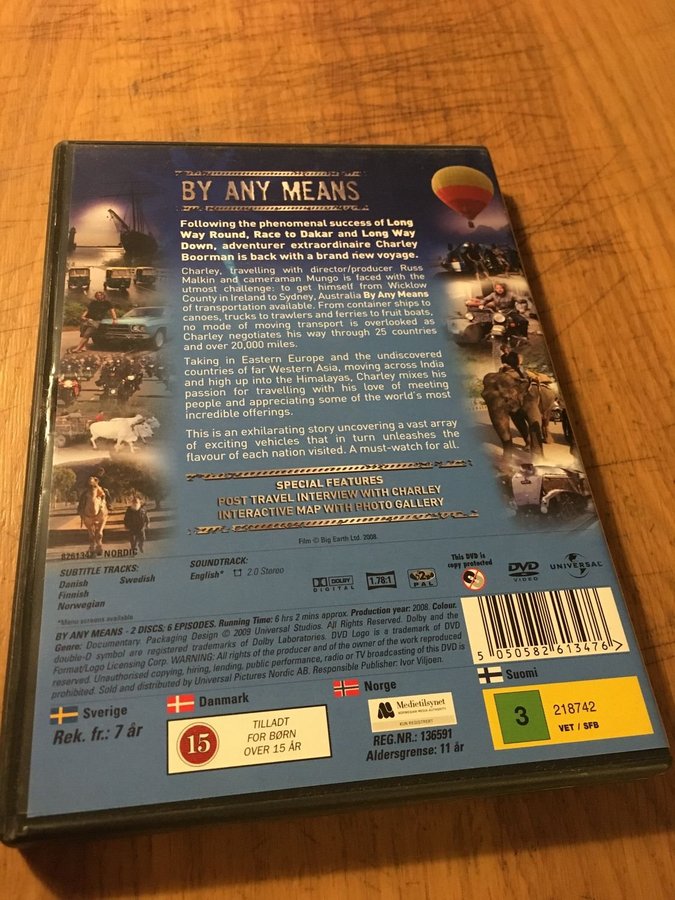 BY ANY MEANS
Following the phenomenal success of Long
Way Round, Race to Dakar and Long Way
Down, adventurer extraordinaire Charley
Boorman is back with a brand new voyage.
Charley, travelling with director/producer Russ
Malkin and cameraman Mungo is faced with the
utmost challenge: to get himself from Wicklow
County in Ireland to Sydney, Australia By Any Means
of transportation available. From container ships to
canoes, trucks to trawlers and ferries to fruit boats,
no mode of moving transport is overlooked as
Charley negotiates his way through 25 countries
and over 20,000 miles.
Taking in Eastern Europe and the undiscovered
countries of far Western Asia, moving across India
and high up into the Himalayas, Charley mixes his
passion for travelling with his love of meeting
people and appreciating some of the world's most
incredible offerings.
This is an exhilarating story uncovering a vast array
of exciting vehicles that in turn unleashes the
flavour of each nation visited. A must-watch for all.
SPECIAL FEATURES
POST TRAVEL INTERVIEW WITH CHARLEY
INTERACTIVE MAP WITH PHOTO GALLERY
Film © Big Earth Ltd. 2008.
8261347 - NORDIC
SUBTITLE TRACKS:
Danish Swedish
Finnish
Norwegian
*Menu screens available
SOUNDTRACK:
English* 2.0 Stereo
DOLBY
DIGITAL
1.78:1
2
PAL
This DVD is
copy protected
DVD
VIDEO
UNIVERSAL
BY ANY MEANS - 2 DISCS; 6 EPISODES. Running Time: 6 hrs 2 mins approx. Production year: 2008. Colour.
Genre: Documentary. Packaging Design © 2009 Universal Studios. All Rights Reserved. Dolby and the
double-D symbol are registered trademarks of Dolby Laboratories. DVD Logo is a trademark of DVD
Format/Logo Licensing Corp. WARNING: All rights of the producer and of the owner of the work reproduced
reserved. Unauthorised copying, hiring, lending, public performance, radio or TV broadcasting of this DVD is
prohibited. Sold and distributed by Universal Pictures Nordic AB. Responsible Publisher: Ivor Viljoen.
5 050582 613476 >
Sverige
Rek. fr.: 7 år
Danmark
15
TILLADT
FOR BØRN
OVER 15 ÅR
Norge
Medietilsynet
NORWEGIAN MEDIA AUTHORITY
KUN REGISTRERT
REG.NR.: 136591
Aldersgrense: 11 år
Suomi
3
218742
VET / SFB